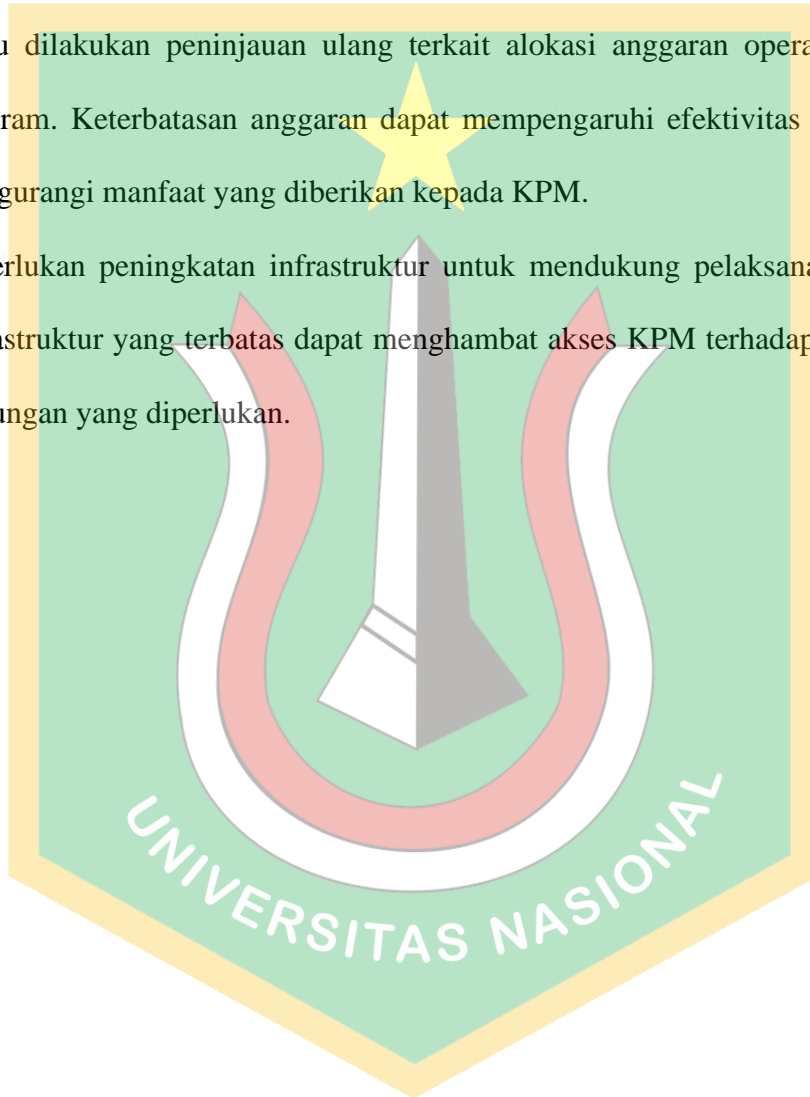 u dilakukan peninjauan ulang terkait alokasi anggaran opera
ram. Keterbatasan anggaran dapat mempengaruhi efektivitas
gurangi manfaat yang diberikan kepada KPM.
erlukan peningkatan infrastruktur untuk mendukung pelaksana
astruktur yang terbatas dapat menghambat akses KPM terhadap
ungan yang diperlukan.
UNIVERSITAS NASIONAL